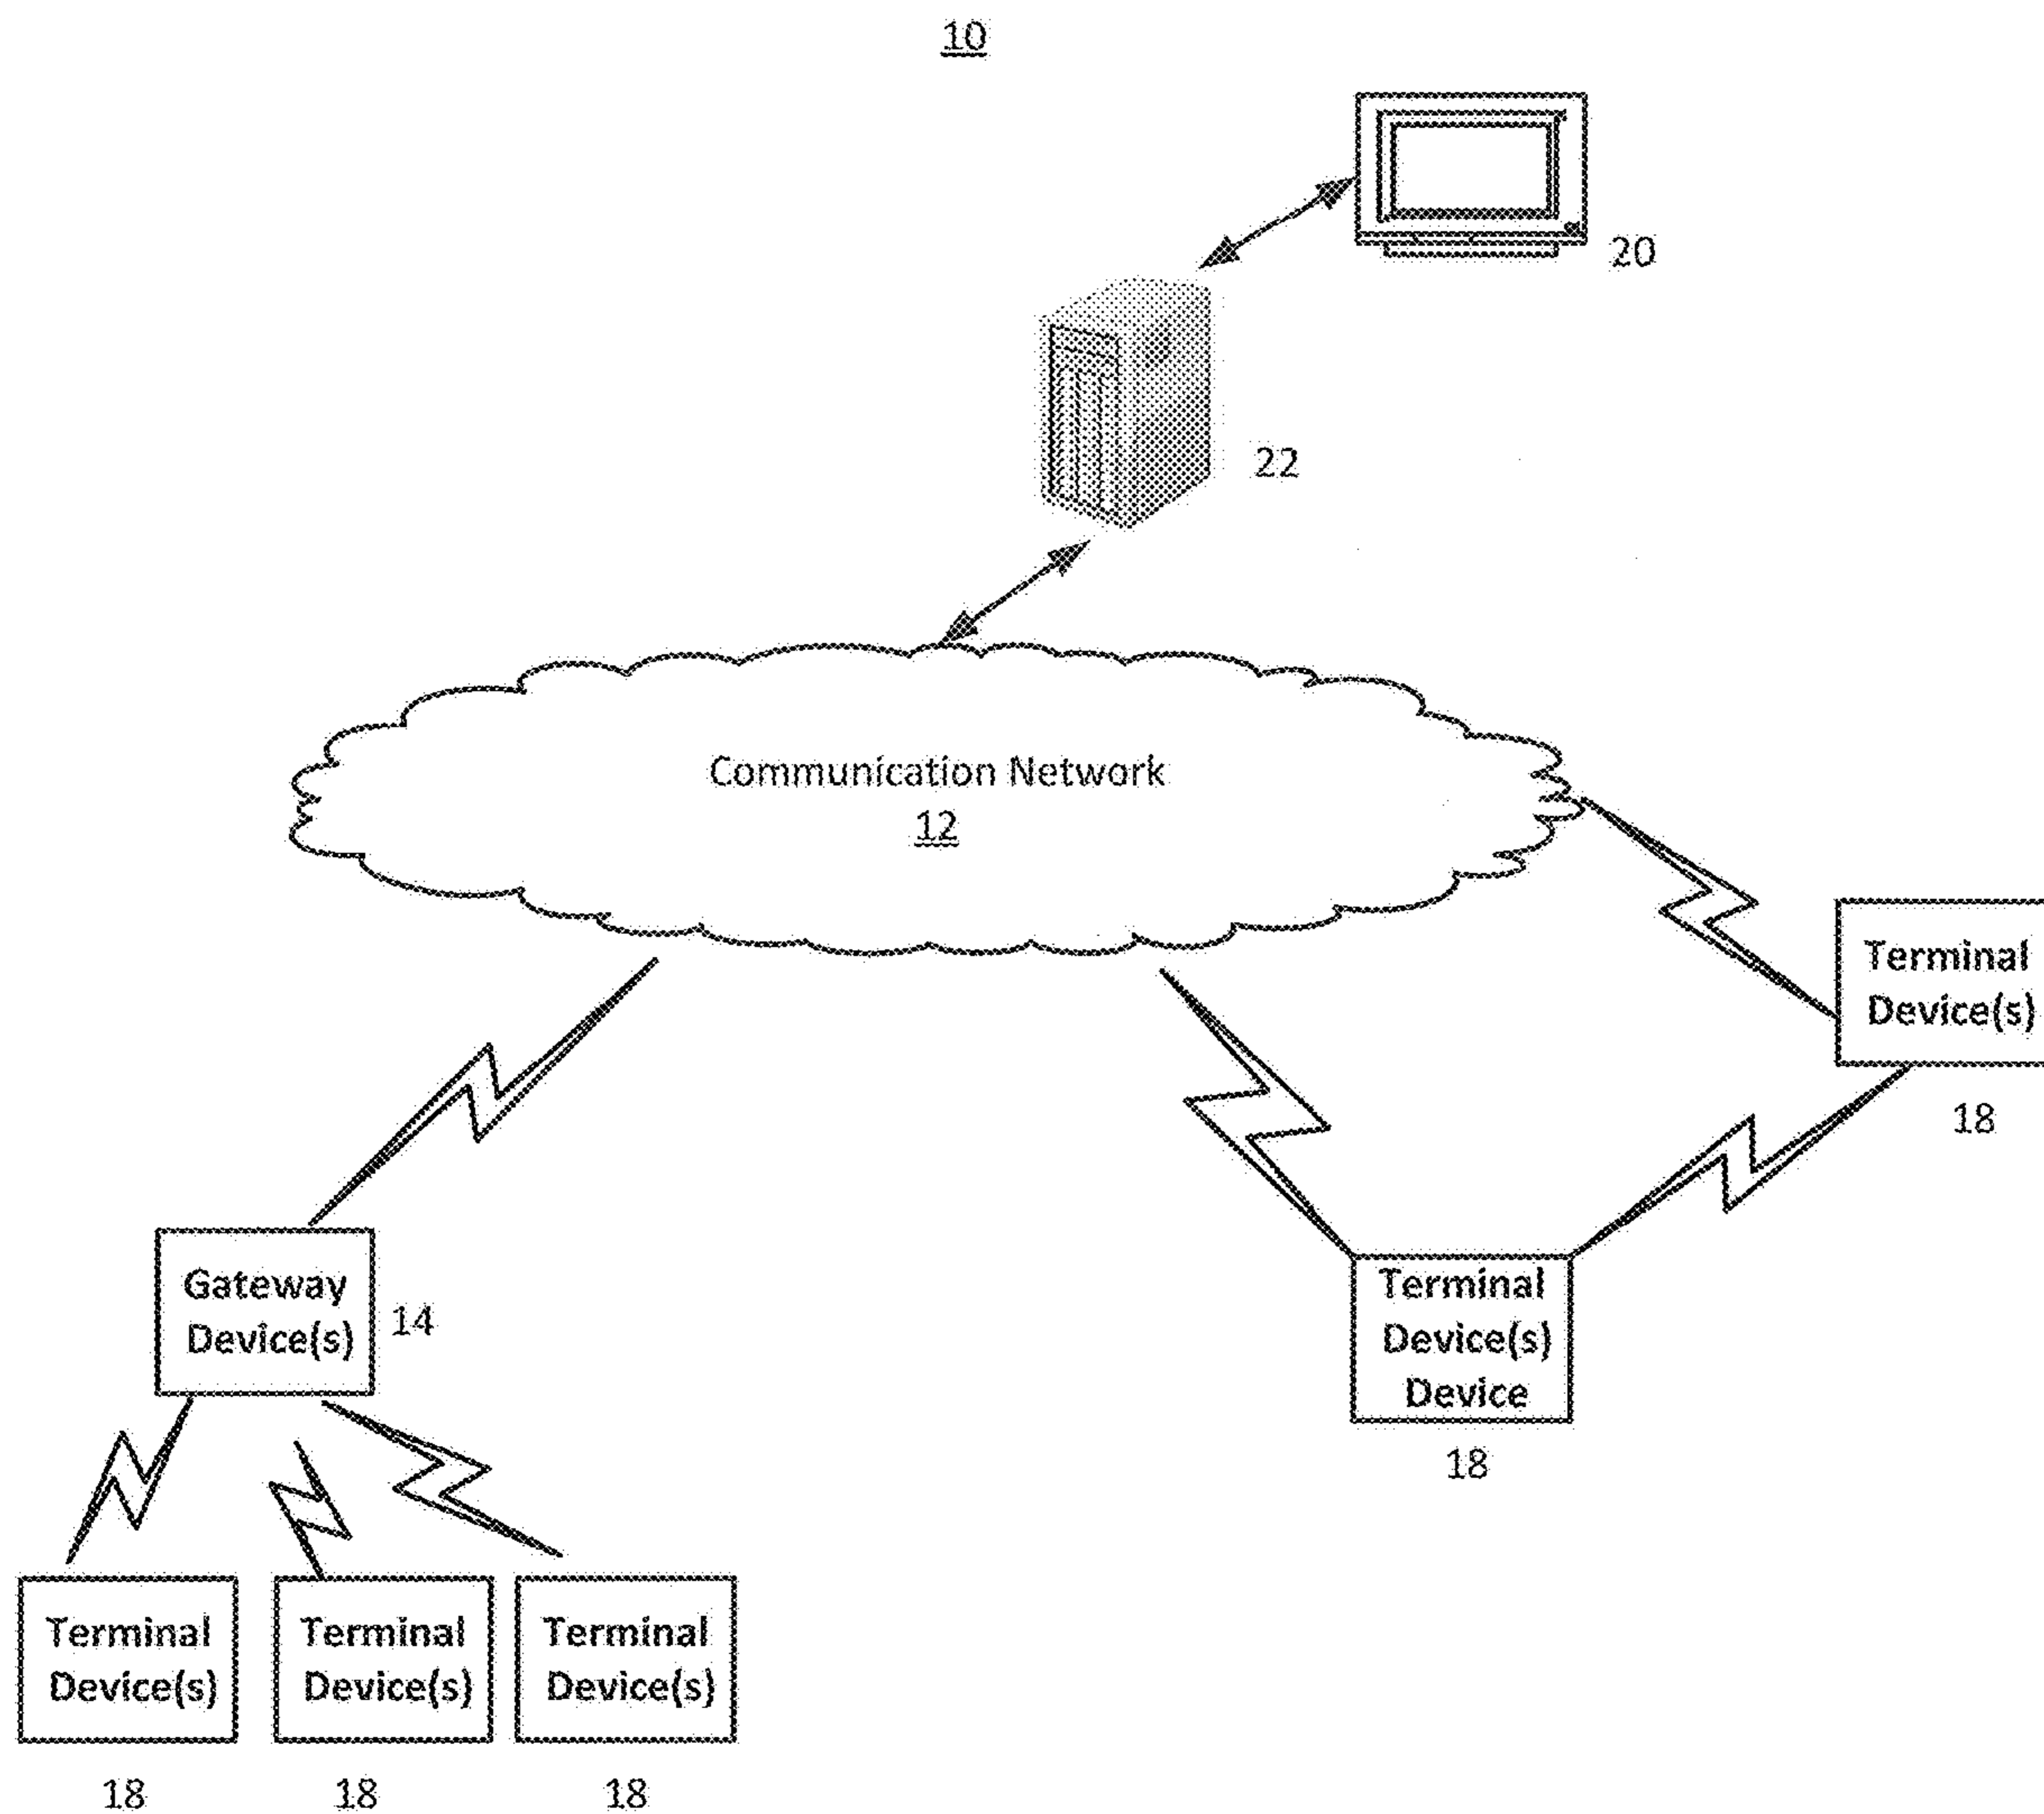 10
20
22
Communication Network
12
Terminal
Device(s)
18
Gateway
Device(s)
14
Terminal
Device(s)
Device
18
Terminal
Device(s)
18
Terminal
Device(s)
18
Terminal
Device(s)
18